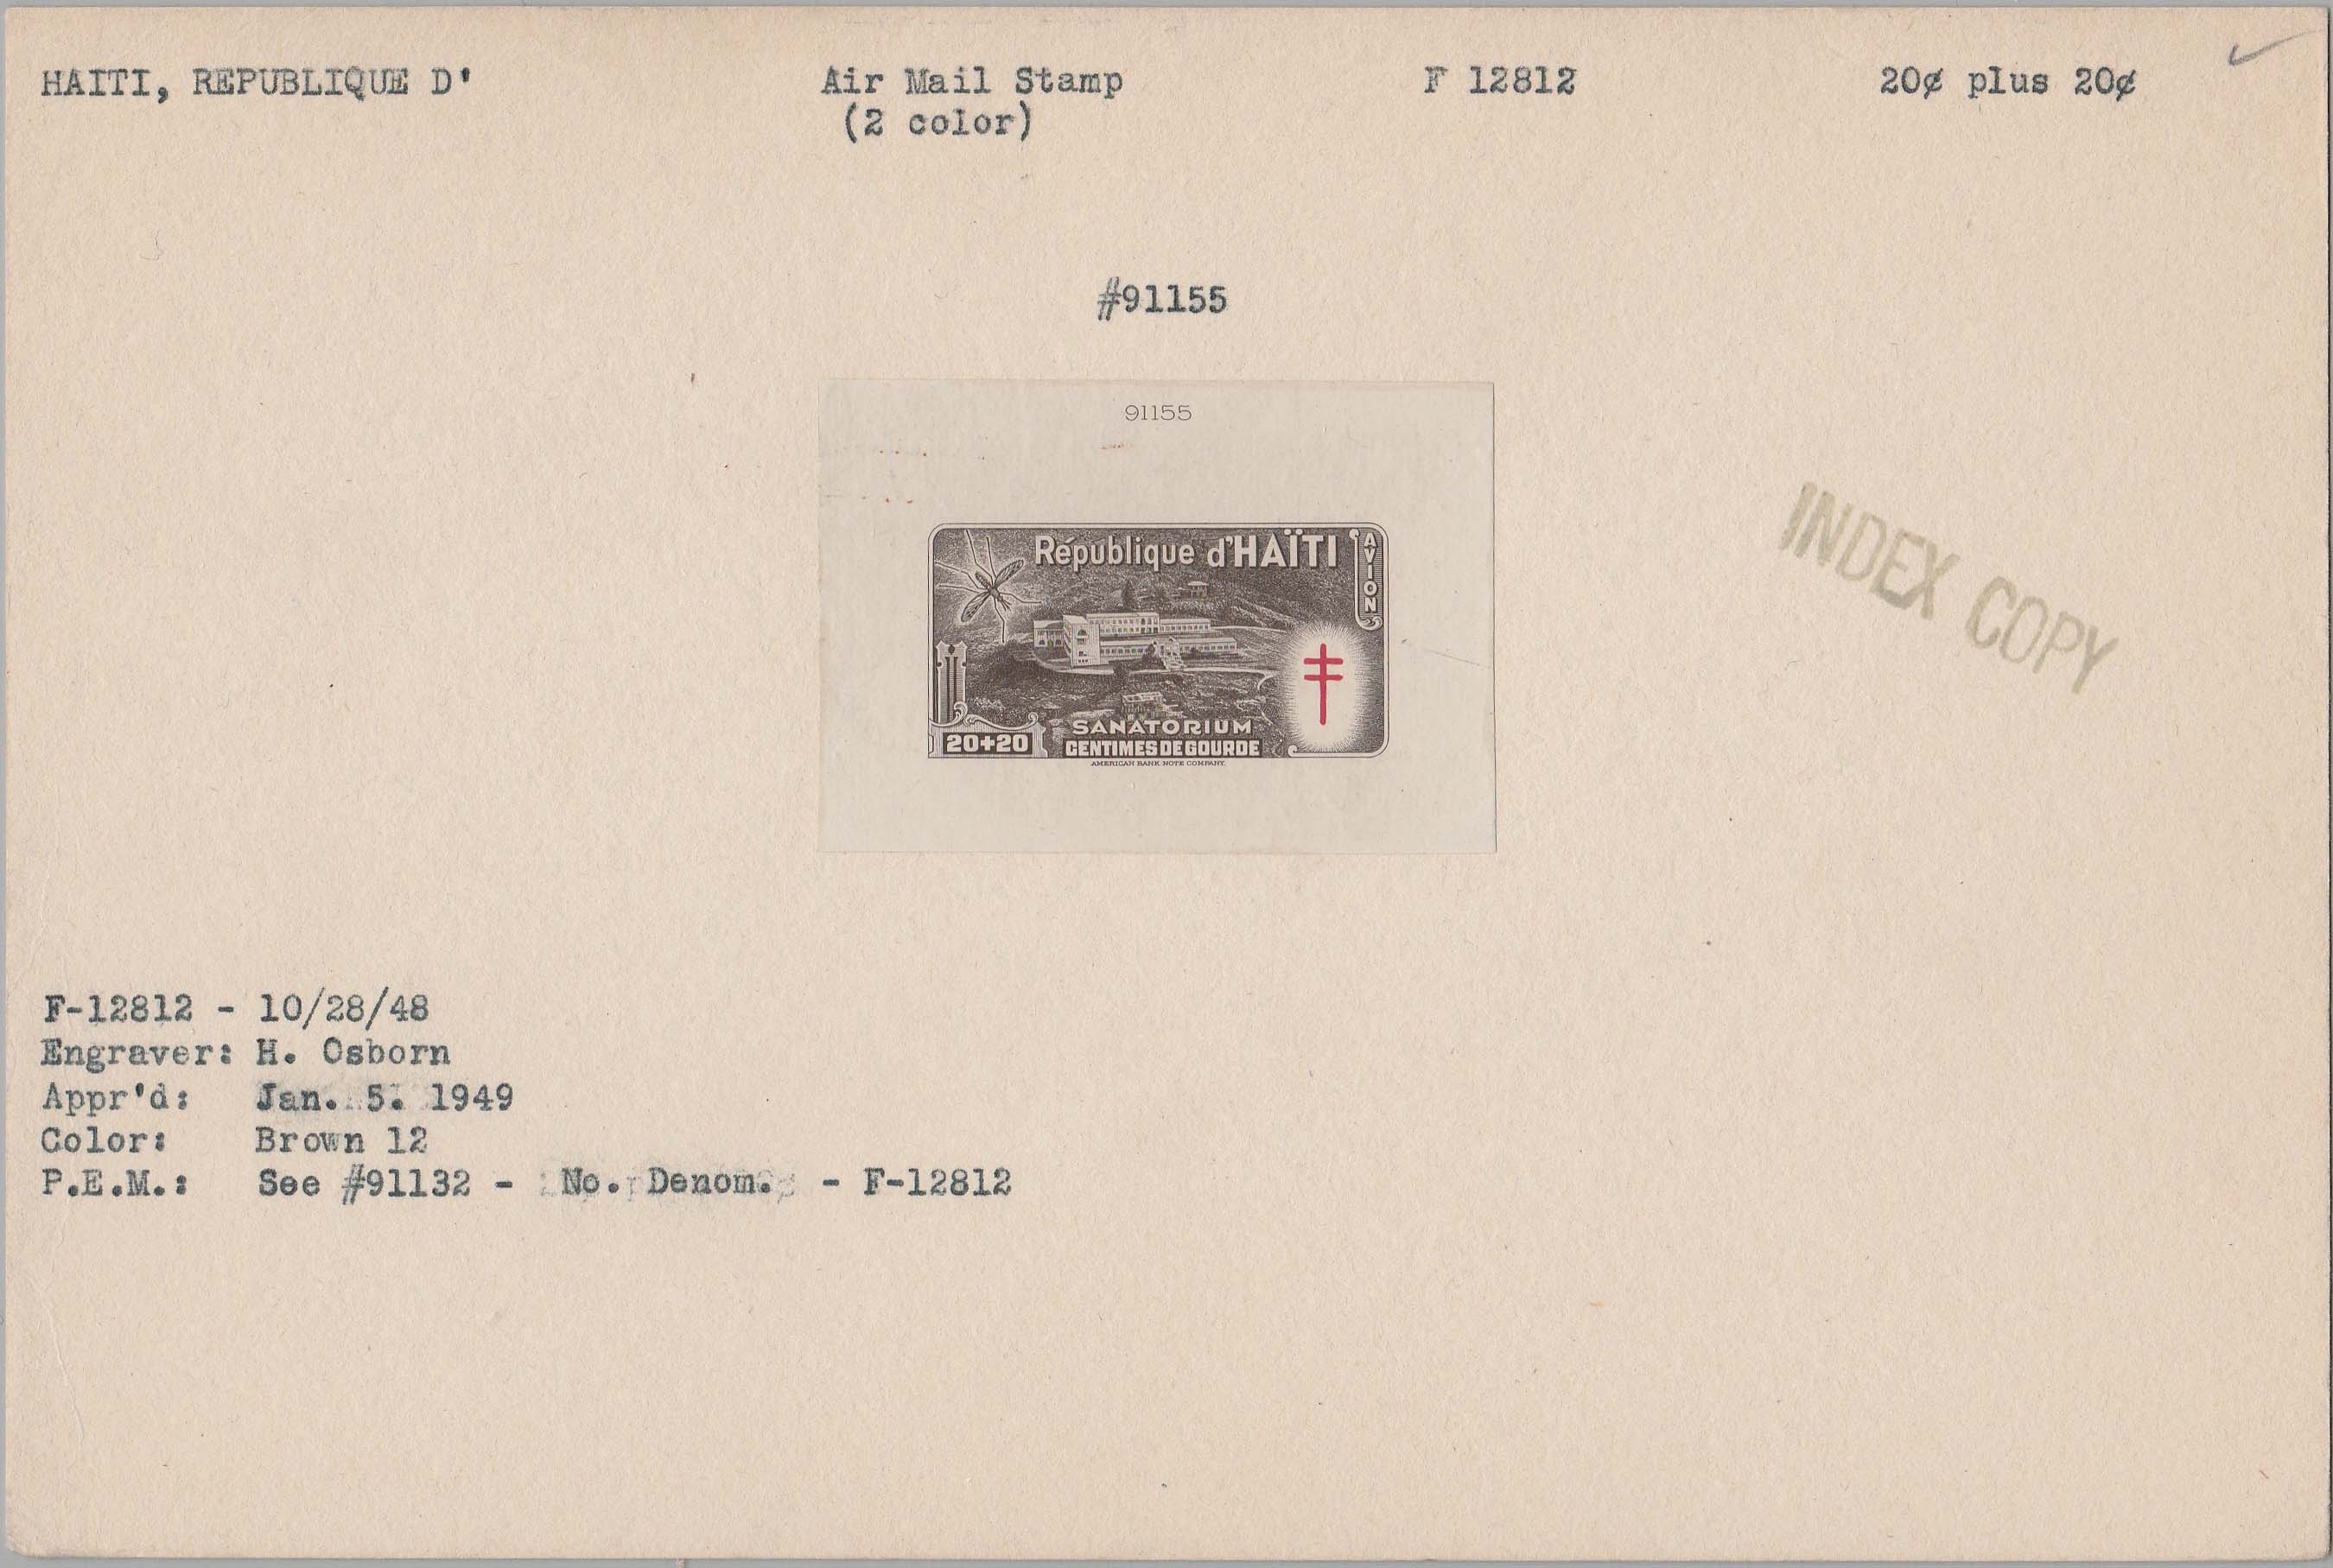 HAITI, REPUBLIQUE D' Air Mail Stamp F 12812 20¢ plus 20¢
(2 color)
#91155
91155
République d'HAÏTI
AVION
INDEX COPY
SANATORIUM
20+20 CENTIMES DE GOURDE
AMERICAN BANK NOTE COMPANY.
F-12812 - 10/28/48
Engraver: H. Osborn
Appr'd: Jan. 5. 1949
Color: Brown 12
P.E.M.: See #91132 - No. Denom. - F-12812